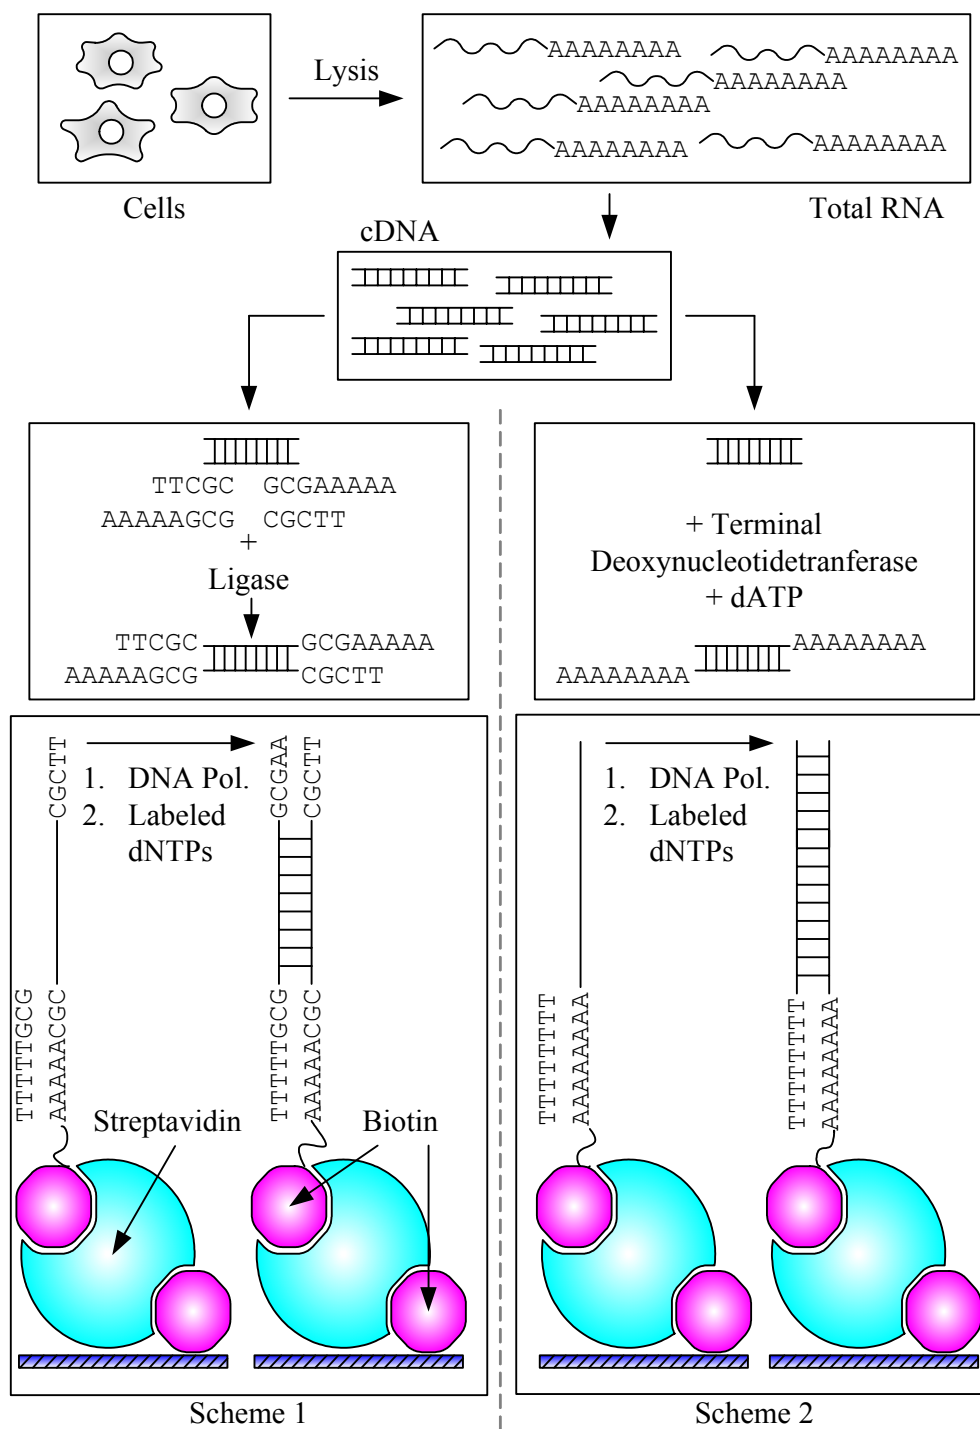 Lysis
AAAAAAAA
AAAAAAAA
AAAAAAAA
AAAAAAAA
AAAAAAAA
AAAAAAAA
Cells
Total RNA
cDNA
TTCGC GCGAAAAA
AAAAAGCG CGCTT
+
Ligase
TTCGC GCGAAAAA
AAAAAGCG CGCTT
+ Terminal
Deoxynucleotidetranferase
+ dATP
AAAAAAAA
AAAAAAAA
CGCTT
1. DNA Pol.
2. Labeled
dNTPs
GCGAA
CGCTT
TTTTTGCG
AAAAACGC
TTTTTGCG
AAAAACGC
Streptavidin
Biotin
1. DNA Pol.
2. Labeled
dNTPs
TTTTTTTT
AAAAAAAA
TTTTTTTT
AAAAAAAA
Scheme 1
Scheme 2